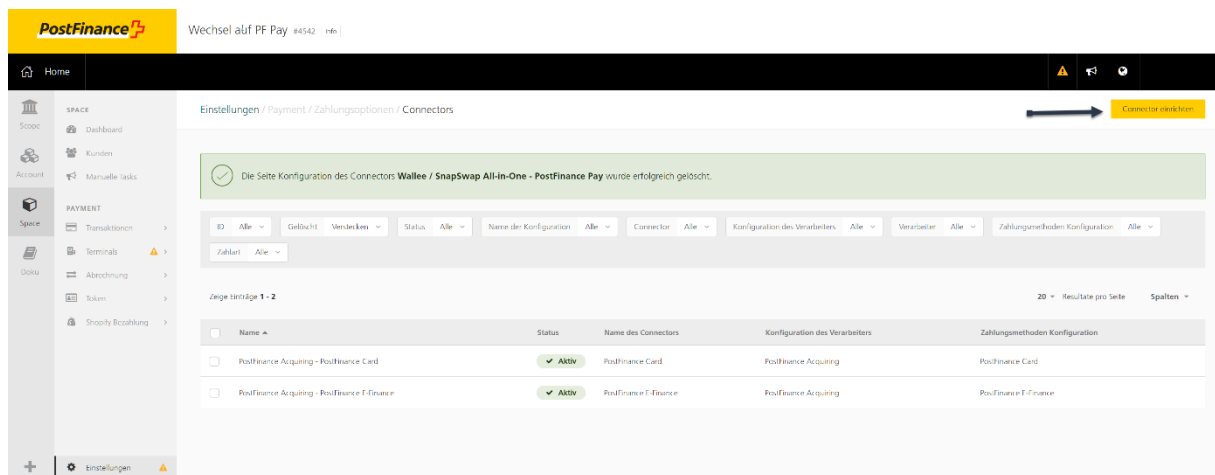 PostFinance
Wechsel auf PF Pay #4542 Info
Home
Scope
Account
Space
Doku
SPACE
Dashboard
Kunden
Manuelle Tasks
PAYMENT
Transaktionen
Terminals
Abrechnung
Token
Shopify Bezahlung
Einstellungen
Einstellungen / Payment / Zahlungsoptionen / Connectors
Connector einrichten
Die Seite Konfiguration des Connectors Wallee / SnapSwap All-in-One - PostFinance Pay wurde erfolgreich gelöscht.
ID Alle Gelöscht Verstecken Status Alle Name der Konfiguration Alle Connector Alle Konfiguration des Verarbeiters Alle Verarbeiter Alle Zahlungsmethoden Konfiguration Alle
Zahlart Alle
Zeige Einträge 1 - 2
20 Resultate pro Seite Spalten
Name Status Name des Connectors Konfiguration des Verarbeiters Zahlungsmethoden Konfiguration
PostFinance Acquiring - PostFinance Card Aktiv PostFinance Card PostFinance Acquiring PostFinance Card
PostFinance Acquiring - PostFinance E-Finance Aktiv PostFinance E-Finance PostFinance Acquiring PostFinance E-Finance